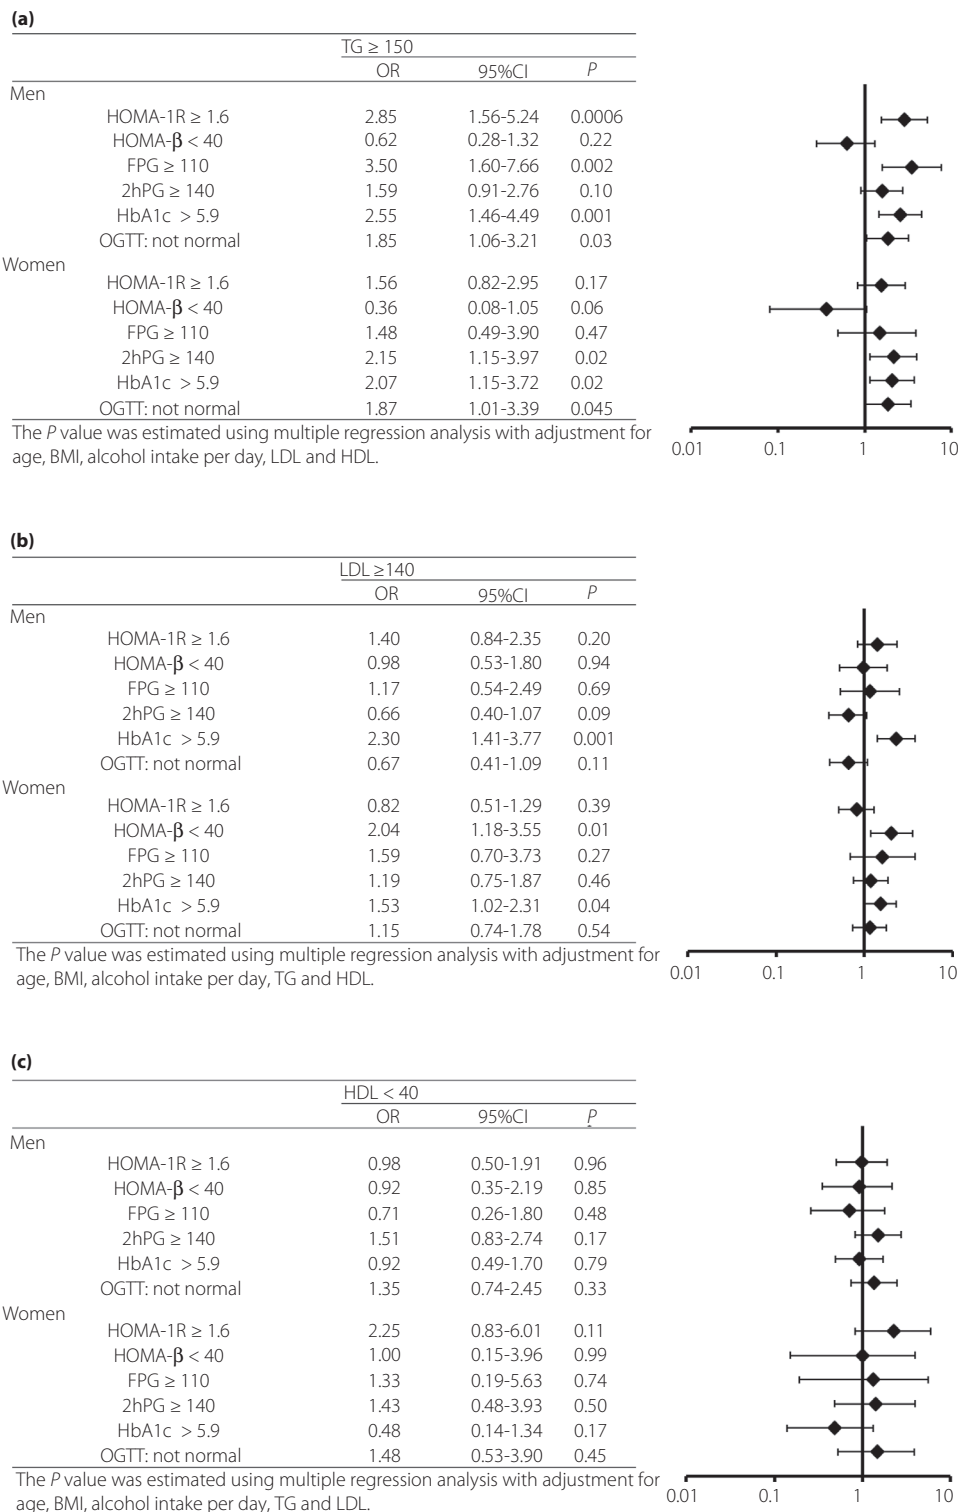 (a)
TG ≥ 150
OR 95%CI P
Men
HOMA-1R ≥ 1.6 2.85 1.56-5.24 0.0006
HOMA-β < 40 0.62 0.28-1.32 0.22
FPG ≥ 110 3.50 1.60-7.66 0.002
2hPG ≥ 140 1.59 0.91-2.76 0.10
HbA1c > 5.9 2.55 1.46-4.49 0.001
OGTT: not normal 1.85 1.06-3.21 0.03
Women
HOMA-1R ≥ 1.6 1.56 0.82-2.95 0.17
HOMA-β < 40 0.36 0.08-1.05 0.06
FPG ≥ 110 1.48 0.49-3.90 0.47
2hPG ≥ 140 2.15 1.15-3.97 0.02
HbA1c > 5.9 2.07 1.15-3.72 0.02
OGTT: not normal 1.87 1.01-3.39 0.045
The P value was estimated using multiple regression analysis with adjustment for
age, BMI, alcohol intake per day, LDL and HDL.
0.01 0.1 1 10
(b)
LDL ≥140
OR 95%CI P
Men
HOMA-1R ≥ 1.6 1.40 0.84-2.35 0.20
HOMA-β < 40 0.98 0.53-1.80 0.94
FPG ≥ 110 1.17 0.54-2.49 0.69
2hPG ≥ 140 0.66 0.40-1.07 0.09
HbA1c > 5.9 2.30 1.41-3.77 0.001
OGTT: not normal 0.67 0.41-1.09 0.11
Women
HOMA-1R ≥ 1.6 0.82 0.51-1.29 0.39
HOMA-β < 40 2.04 1.18-3.55 0.01
FPG ≥ 110 1.59 0.70-3.73 0.27
2hPG ≥ 140 1.19 0.75-1.87 0.46
HbA1c > 5.9 1.53 1.02-2.31 0.04
OGTT: not normal 1.15 0.74-1.78 0.54
The P value was estimated using multiple regression analysis with adjustment for
age, BMI, alcohol intake per day, TG and HDL.
0.01 0.1 1 10
(c)
HDL < 40
OR 95%CI P
Men
HOMA-1R ≥ 1.6 0.98 0.50-1.91 0.96
HOMA-β < 40 0.92 0.35-2.19 0.85
FPG ≥ 110 0.71 0.26-1.80 0.48
2hPG ≥ 140 1.51 0.83-2.74 0.17
HbA1c > 5.9 0.92 0.49-1.70 0.79
OGTT: not normal 1.35 0.74-2.45 0.33
Women
HOMA-1R ≥ 1.6 2.25 0.83-6.01 0.11
HOMA-β < 40 1.00 0.15-3.96 0.99
FPG ≥ 110 1.33 0.19-5.63 0.74
2hPG ≥ 140 1.43 0.48-3.93 0.50
HbA1c > 5.9 0.48 0.14-1.34 0.17
OGTT: not normal 1.48 0.53-3.90 0.45
The P value was estimated using multiple regression analysis with adjustment for
age, BMI, alcohol intake per day, TG and LDL.
0.01 0.1 1 10